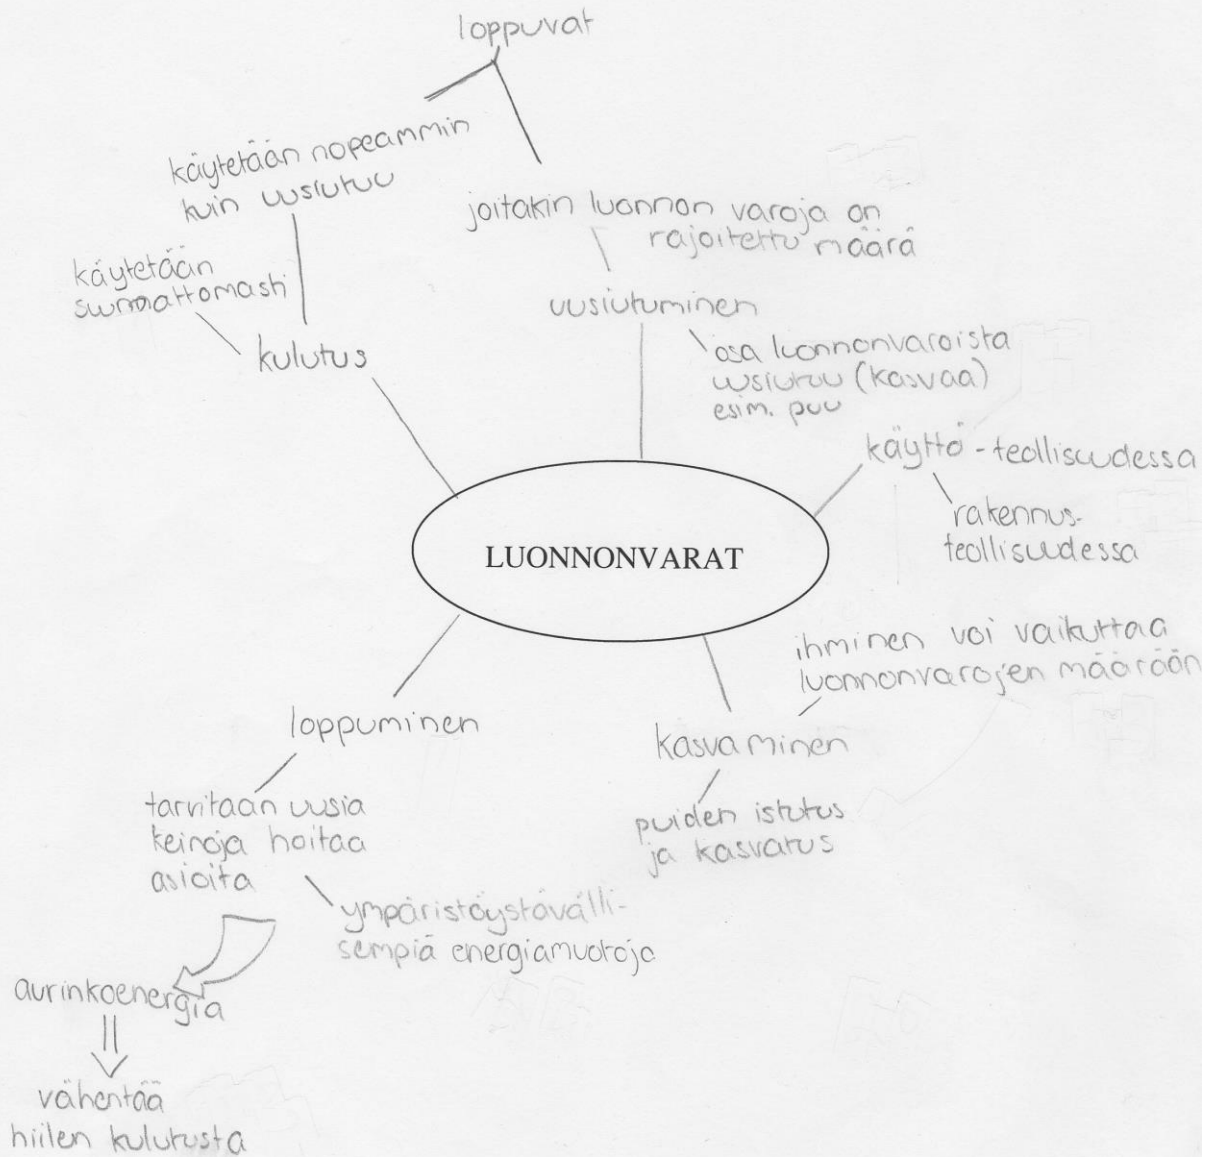 loppuvat
käytetään nopeammin
kuin uusiutuu
joitakin luonnon varoja on
rajoitettu määrä
käytetään
suunnattomasti
uusiutuminen
kulutus
osa luonnonvaroista
uusiutuu (kasvaa)
esim. puu
käyttö - teollisuudessa
rakennus-
teollisuudessa
LUONNONVARAT
ihminen voi vaikuttaa
luonnonvarojen määrään
loppuminen
kasvaminen
tarvitaan uusia
keinoja hoitaa
asioita
puiden istutus
ja kasvatus
ympäristöystävälli-
sempiä energiamuotoja
aurinkoenergia
vähentää
hiilen kulutusta